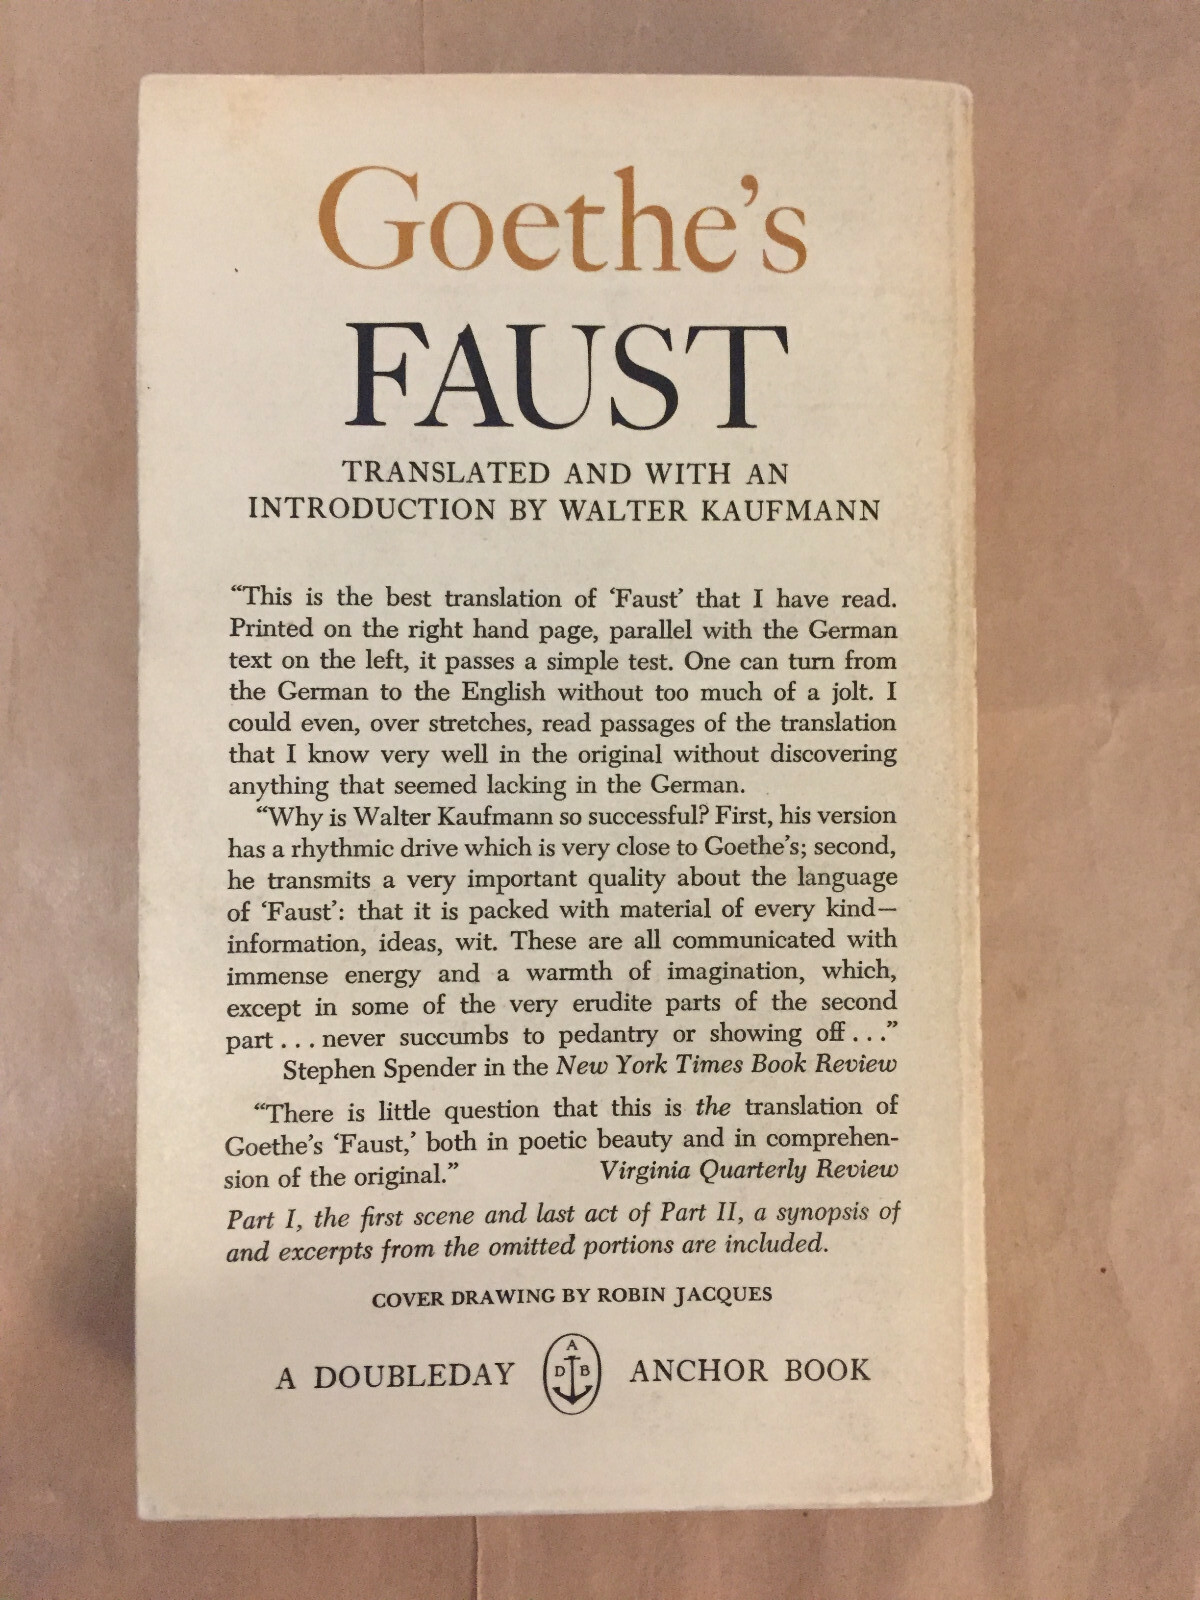 Goethe's
FAUST
TRANSLATED AND WITH AN
INTRODUCTION BY WALTER KAUFMANN
“This is the best translation of ‘Faust’ that I have read.
Printed on the right hand page, parallel with the German
text on the left, it passes a simple test. One can turn from
the German to the English without too much of a jolt. I
could even, over stretches, read passages of the translation
that I know very well in the original without discovering
anything that seemed lacking in the German.
“Why is Walter Kaufmann so successful? First, his version
has a rhythmic drive which is very close to Goethe's; second,
he transmits a very important quality about the language
of ‘Faust’: that it is packed with material of every kind—
information, ideas, wit. These are all communicated with
immense energy and a warmth of imagination, which,
except in some of the very erudite parts of the second
part . . . never succumbs to pedantry or showing off . . .”
Stephen Spender in the New York Times Book Review
“There is little question that this is the translation of
Goethe's ‘Faust,’ both in poetic beauty and in comprehen-
sion of the original.” Virginia Quarterly Review
Part I, the first scene and last act of Part II, a synopsis of
and excerpts from the omitted portions are included.
COVER DRAWING BY ROBIN JACQUES
A
A DOUBLEDAY D B ANCHOR BOOK